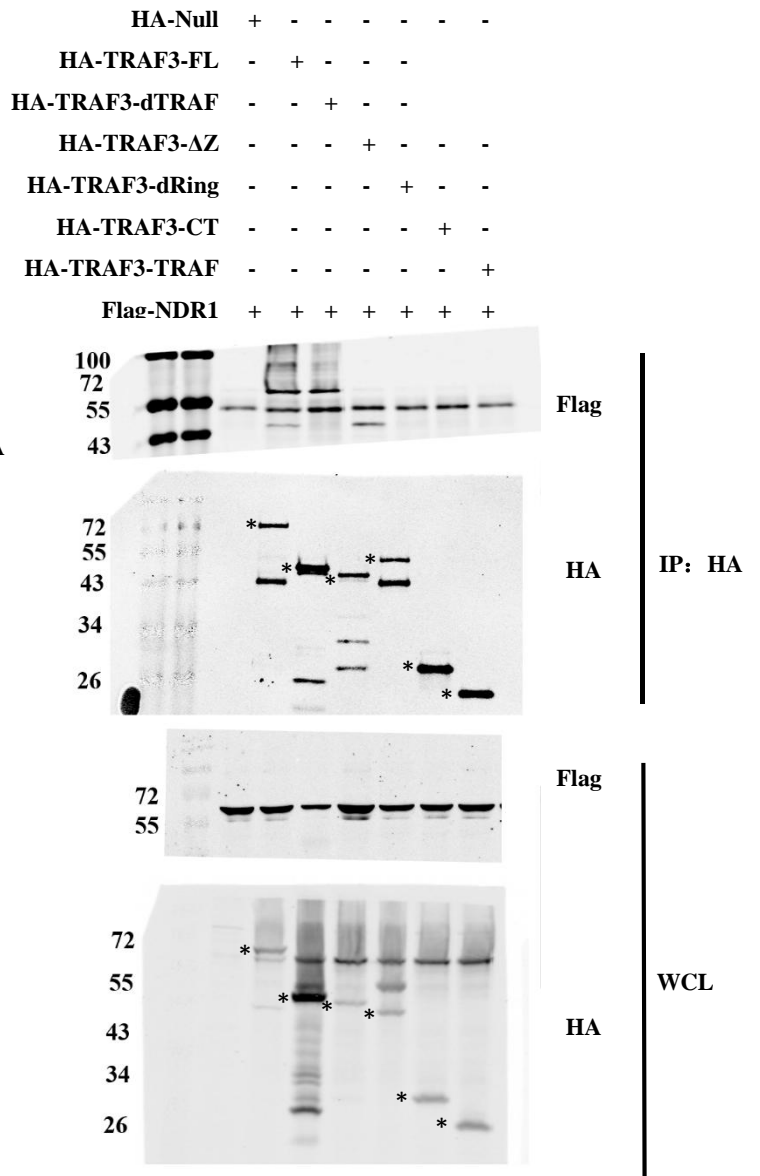 HA-Null + - - - - - -
HA-TRAF3-FL - + - - -
HA-TRAF3-dTRAF - - + - -
HA-TRAF3-ΔZ - - - + - - -
HA-TRAF3-dRing - - - - + - -
HA-TRAF3-CT - - - - - + -
HA-TRAF3-TRAF - - - - - - +
Flag-NDR1 + + + + + + +
100
72
55
43
Flag
72
55
43
34
26
* * * * * *
HA
IP: HA
72
55
Flag
72
55
43
34
26
* * * * * *
HA
WCL